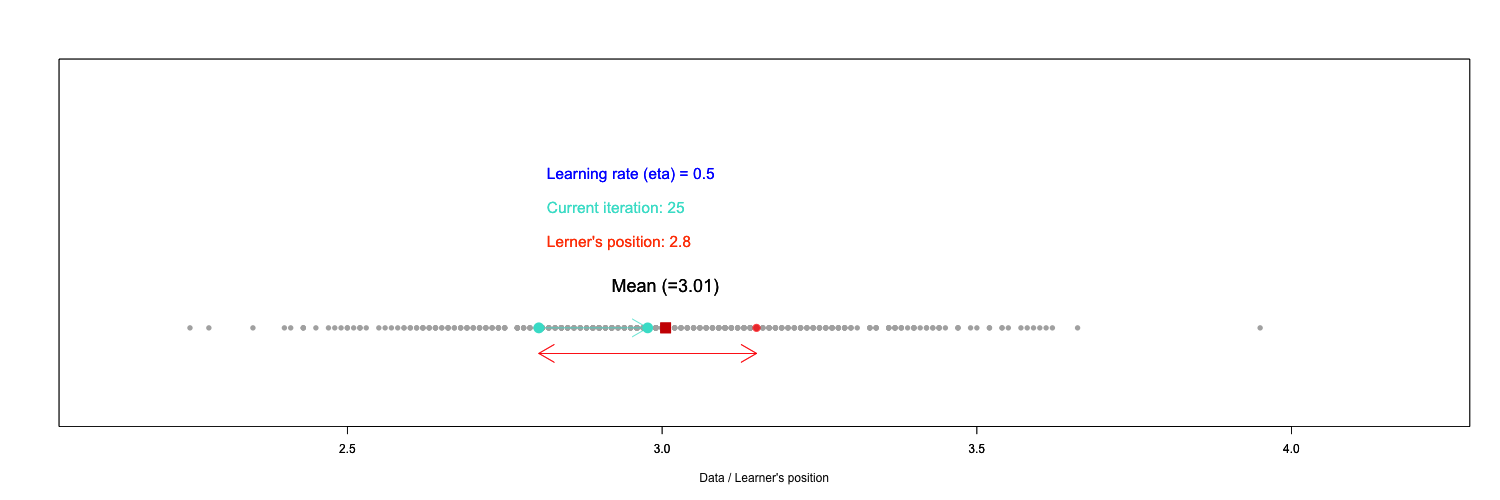 Learning rate (eta) = 0.5
Current iteration: 25
Lerner's position: 2.8
Mean (=3.01)
2.5 3.0 3.5 4.0
Data / Learner's position